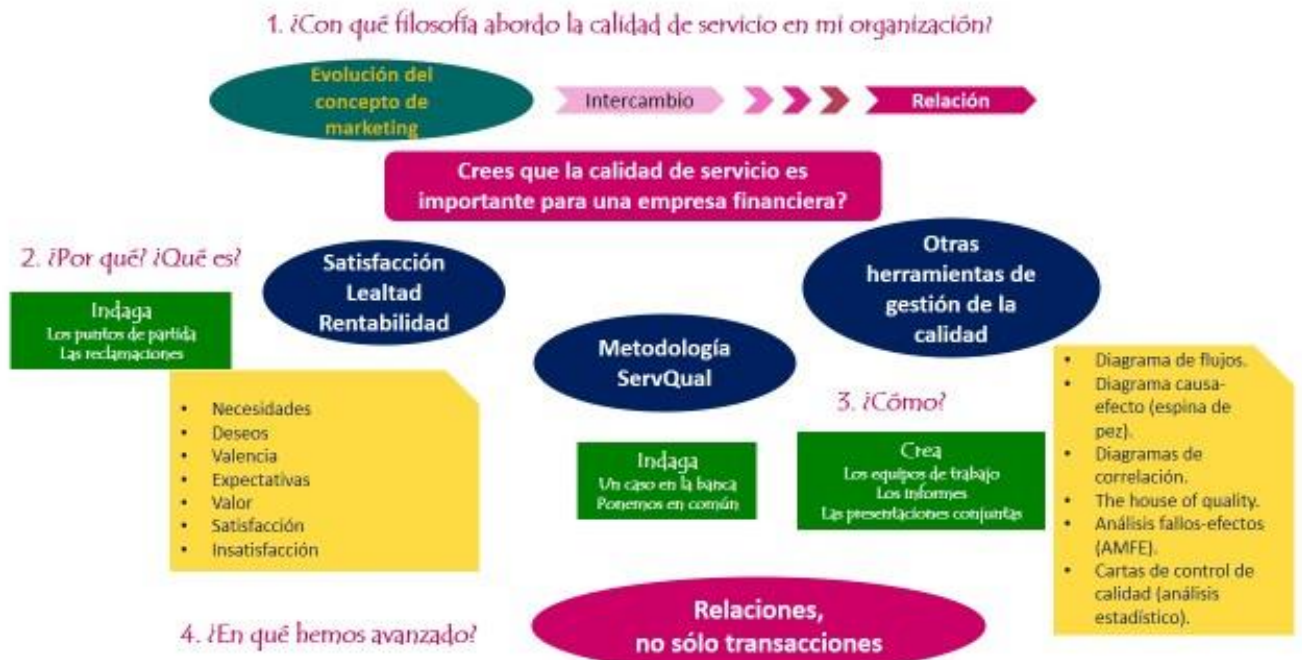 1. ¿Con qué filosofía abordo la calidad de servicio en mi organización?
Evolución del
concepto de
marketing
Intercambio
Relación
Crees que la calidad de servicio es
importante para una empresa financiera?
2. ¿Por qué? ¿Qué es?
Satisfacción
Lealtad
Rentabilidad
Otras
herramientas de
gestión de la
calidad
Indaga
Los puntos de partida
Las reclamaciones
Metodología
ServQual
• Necesidades
• Deseos
• Valencia
• Expectativas
• Valor
• Satisfacción
• Insatisfacción
3. ¿Cómo?
Indaga
Un caso en la banca
Ponemos en común
Crea
Los equipos de trabajo
Los informes
Las presentaciones conjuntas
• Diagrama de flujos.
• Diagrama causa-
efecto (espina de
pez).
• Diagramas de
correlación.
• The house of quality.
• Análisis fallos-efectos
(AMFE).
• Cartas de control de
calidad (análisis
estadístico).
4. ¿En qué hemos avanzado?
Relaciones,
no sólo transacciones